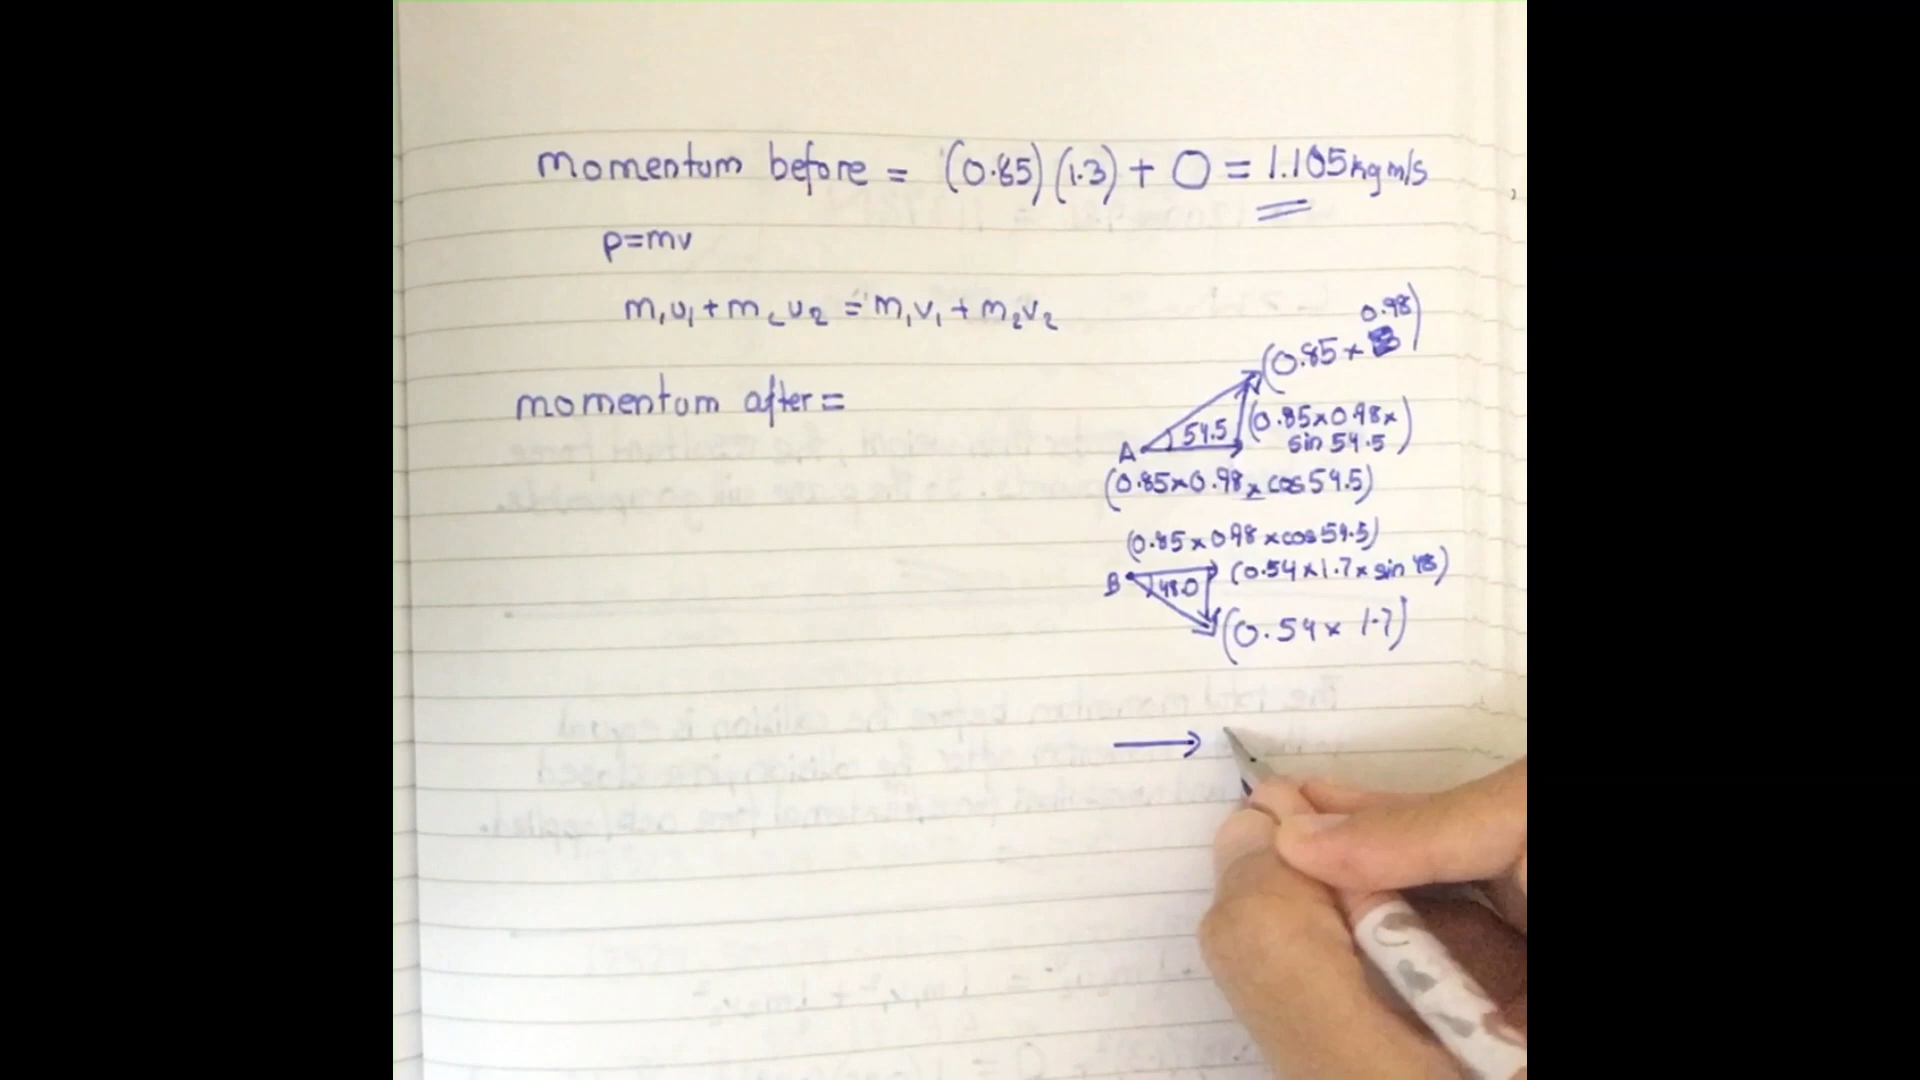 momentum before = (0.85)(1.3) + 0 = 1.105 kg m/s
p=mv
m₁u₁ + m₂u₂ = m₁v₁ + m₂v₂
momentum after =
0.98)
(0.85 ×
54.5
(0.85×0.98×
sin 54.5)
A
(0.85×0.98×cos 54.5)
(0.85×0.98×cos 54.5)
B
48.0
(0.54×1.7×sin 48)
(0.54× 1.7)